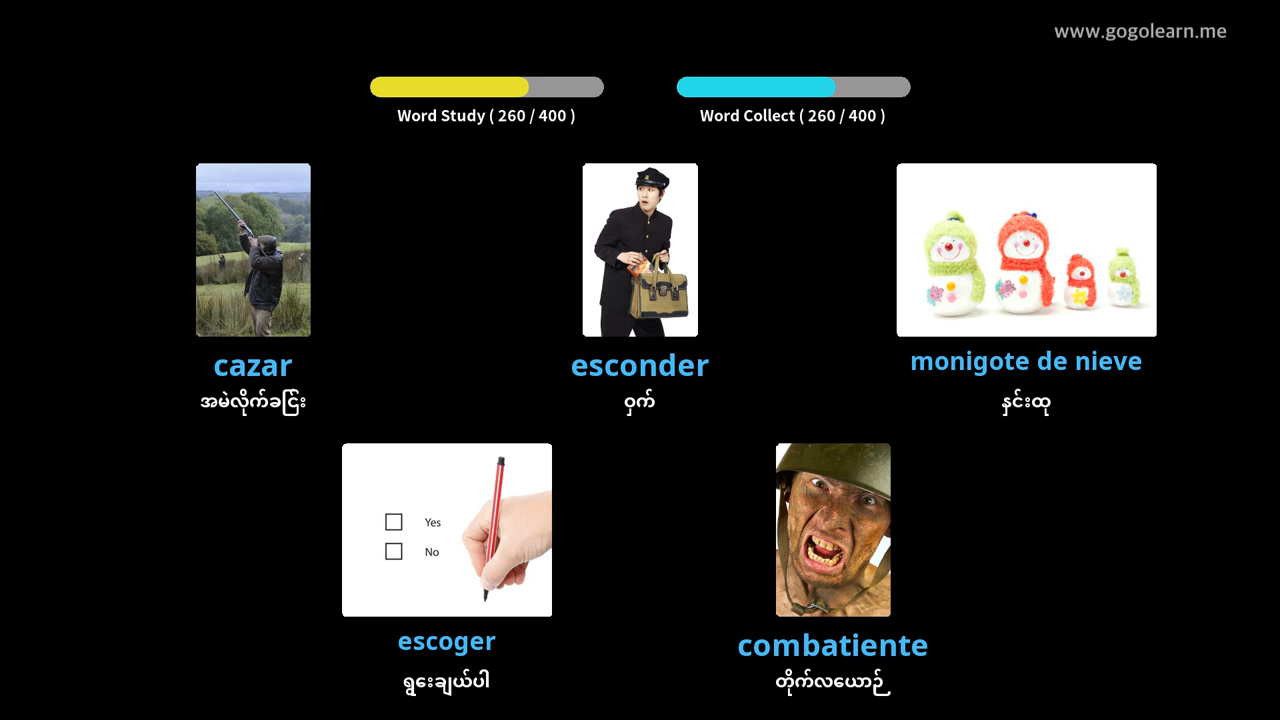 www.gogolearn.me
Word Study ( 260 / 400 )
Word Collect ( 260 / 400 )
cazar
အမဲလိုက်ခြင်း
esconder
ဝှက်
monigote de nieve
နှင်းထု
Yes
No
escoger
ရွေးချယ်ပါ
combatiente
တိုက်လယောဉ်